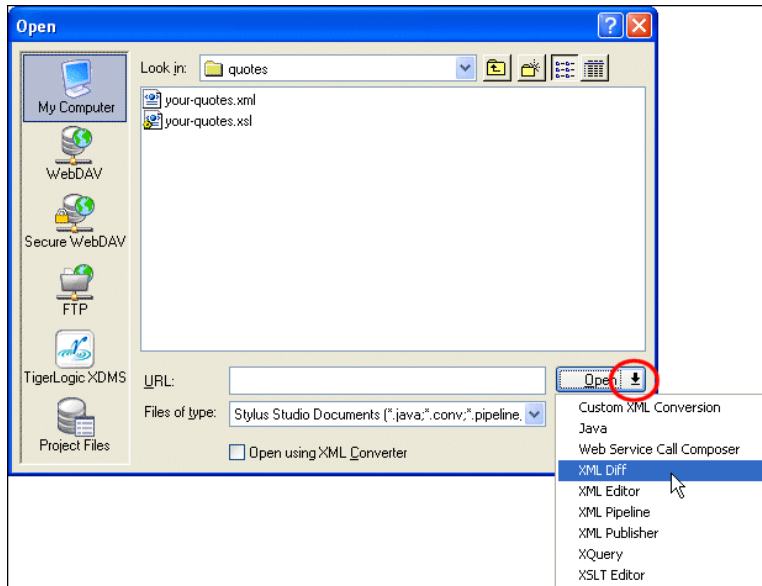 Open
Look in: quotes
My Computer
WebDAV
Secure WebDAV
FTP
TigerLogic XDMS
Project Files
your-quotes.xml
your-quotes.xsl
URL:
Open
Files of type: Stylus Studio Documents (*.java;*.conv;*.pipeline,
Open using XML Converter
Custom XML Conversion
Java
Web Service Call Composer
XML Diff
XML Editor
XML Pipeline
XML Publisher
XQuery
XSLT Editor